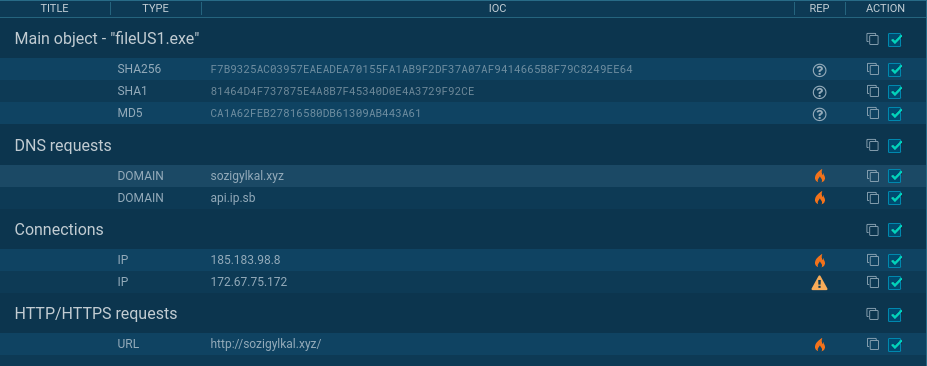 TITLE TYPE IOC REP ACTION
Main object - "fileUS1.exe"
SHA256 F7B9325AC03957EAEADEA70155FA1AB9F2DF37A07AF9414665B8F79C8249EE64
SHA1 81464D4F737875E4A8B7F45340D0E4A3729F92CE
MD5 CA1A62FEB27816580DB61309AB443A61
DNS requests
DOMAIN sozigylkal.xyz
DOMAIN api.ip.sb
Connections
IP 185.183.98.8
IP 172.67.75.172
HTTP/HTTPS requests
URL http://sozigylkal.xyz/